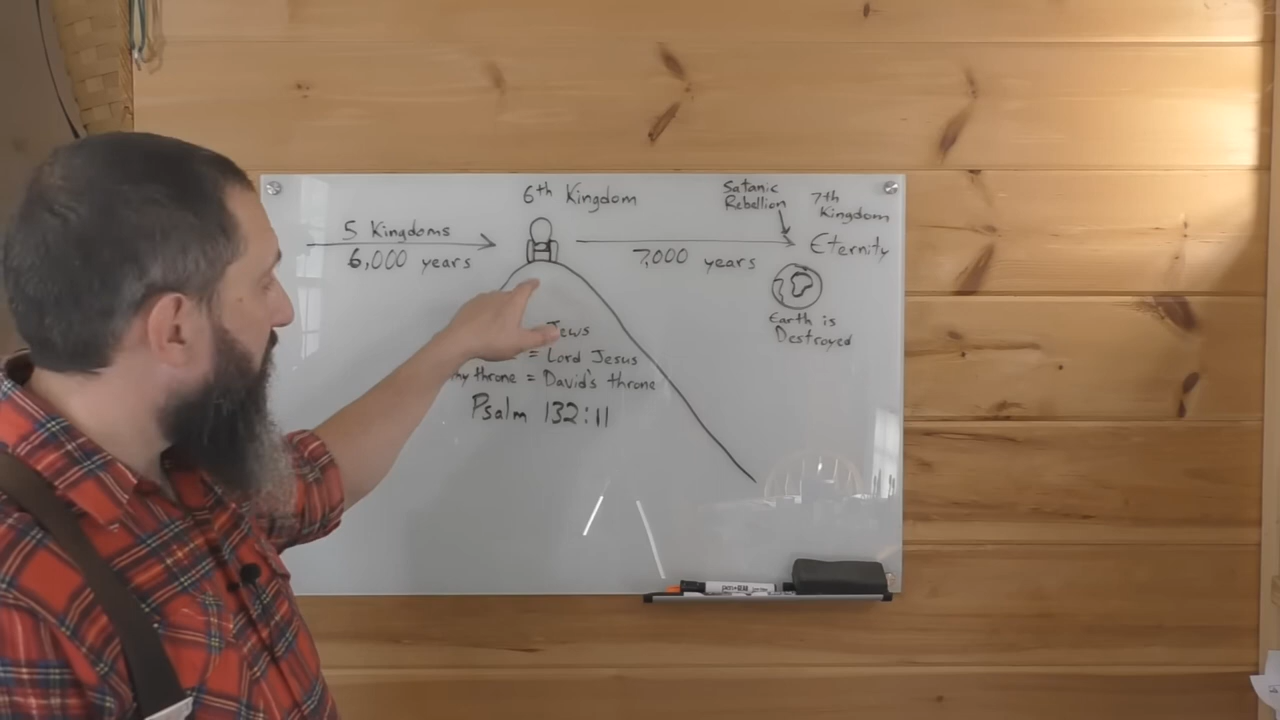 6th Kingdom
5 Kingdoms
6,000 years
7,000 years
Satanic
Rebellion
7th
Kingdom
Eternity
Earth is
Destroyed
Jews
= Lord Jesus
my throne = David's throne
Psalm 132:11